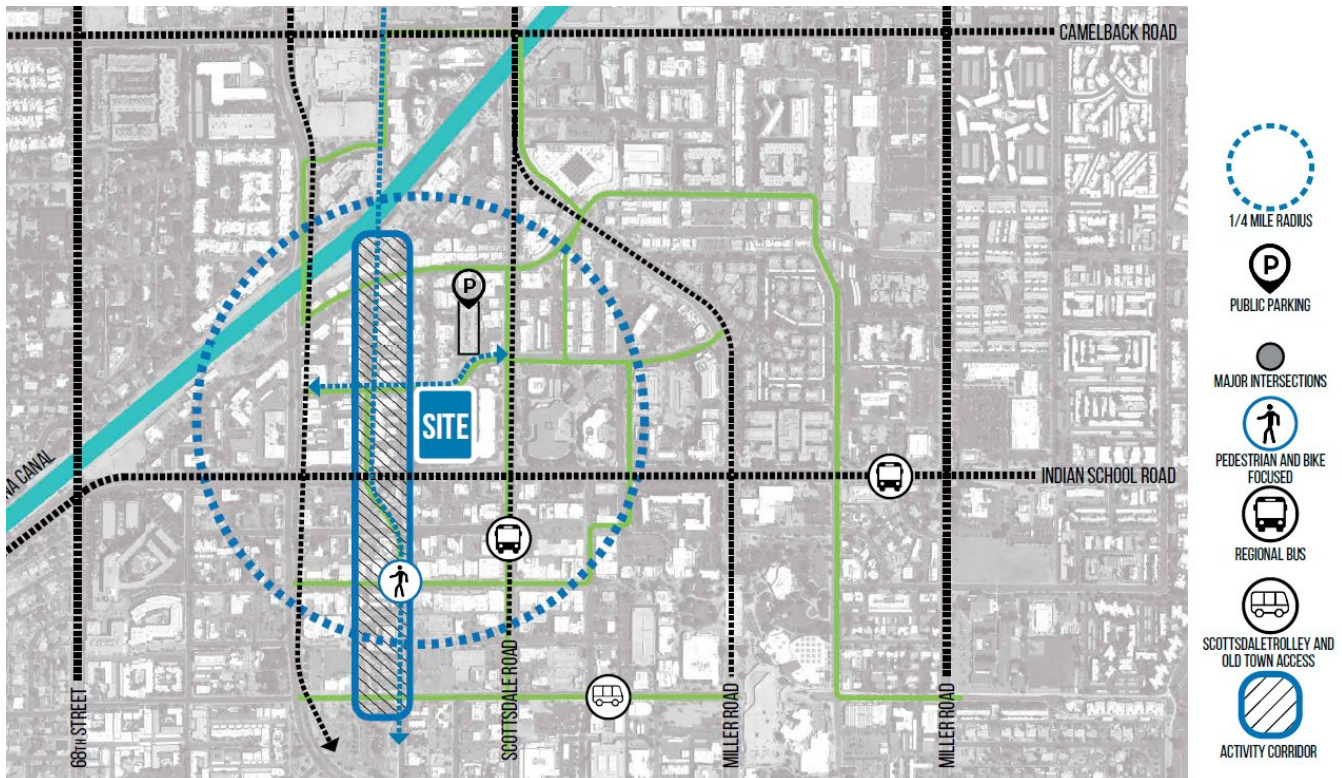 CAMELBACK ROAD
P
SITE
NA CANAL
INDIAN SCHOOL ROAD
68TH STREET
SCOTTSDALE ROAD
MILLER ROAD
MILLER ROAD
1/4 MILE RADIUS
P
PUBLIC PARKING
MAJOR INTERSECTIONS
PEDESTRIAN AND BIKE
FOCUSED
REGIONAL BUS
SCOTTSDALETROLLEY AND
OLD TOWN ACCESS
ACTIVITY CORRIDOR